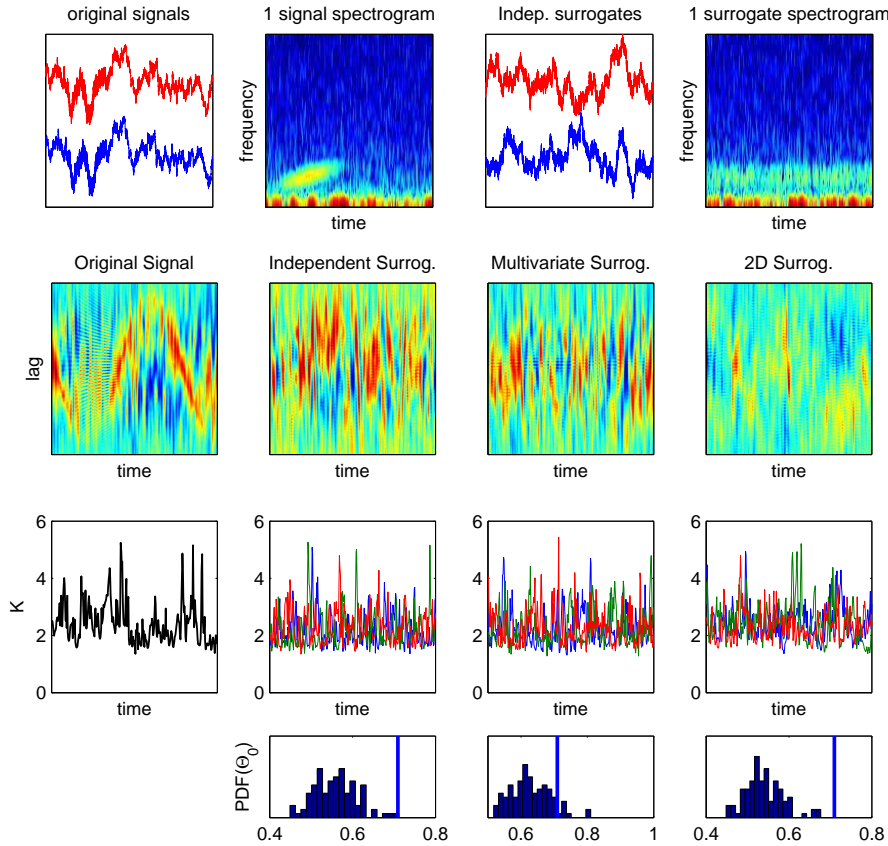 original signals
1 signal spectrogram
Indep. surrogates
1 surrogate spectrogram
frequency
frequency
time
time
Original Signal
Independent Surrog.
Multivariate Surrog.
2D Surrog.
lag
time
time
time
time
6
4
2
0
K
time
6
4
2
0
time
6
4
2
0
time
6
4
2
0
time
PDF(Θ_0)
0.4 0.6 0.8
0.6 0.8 1
0.4 0.6 0.8